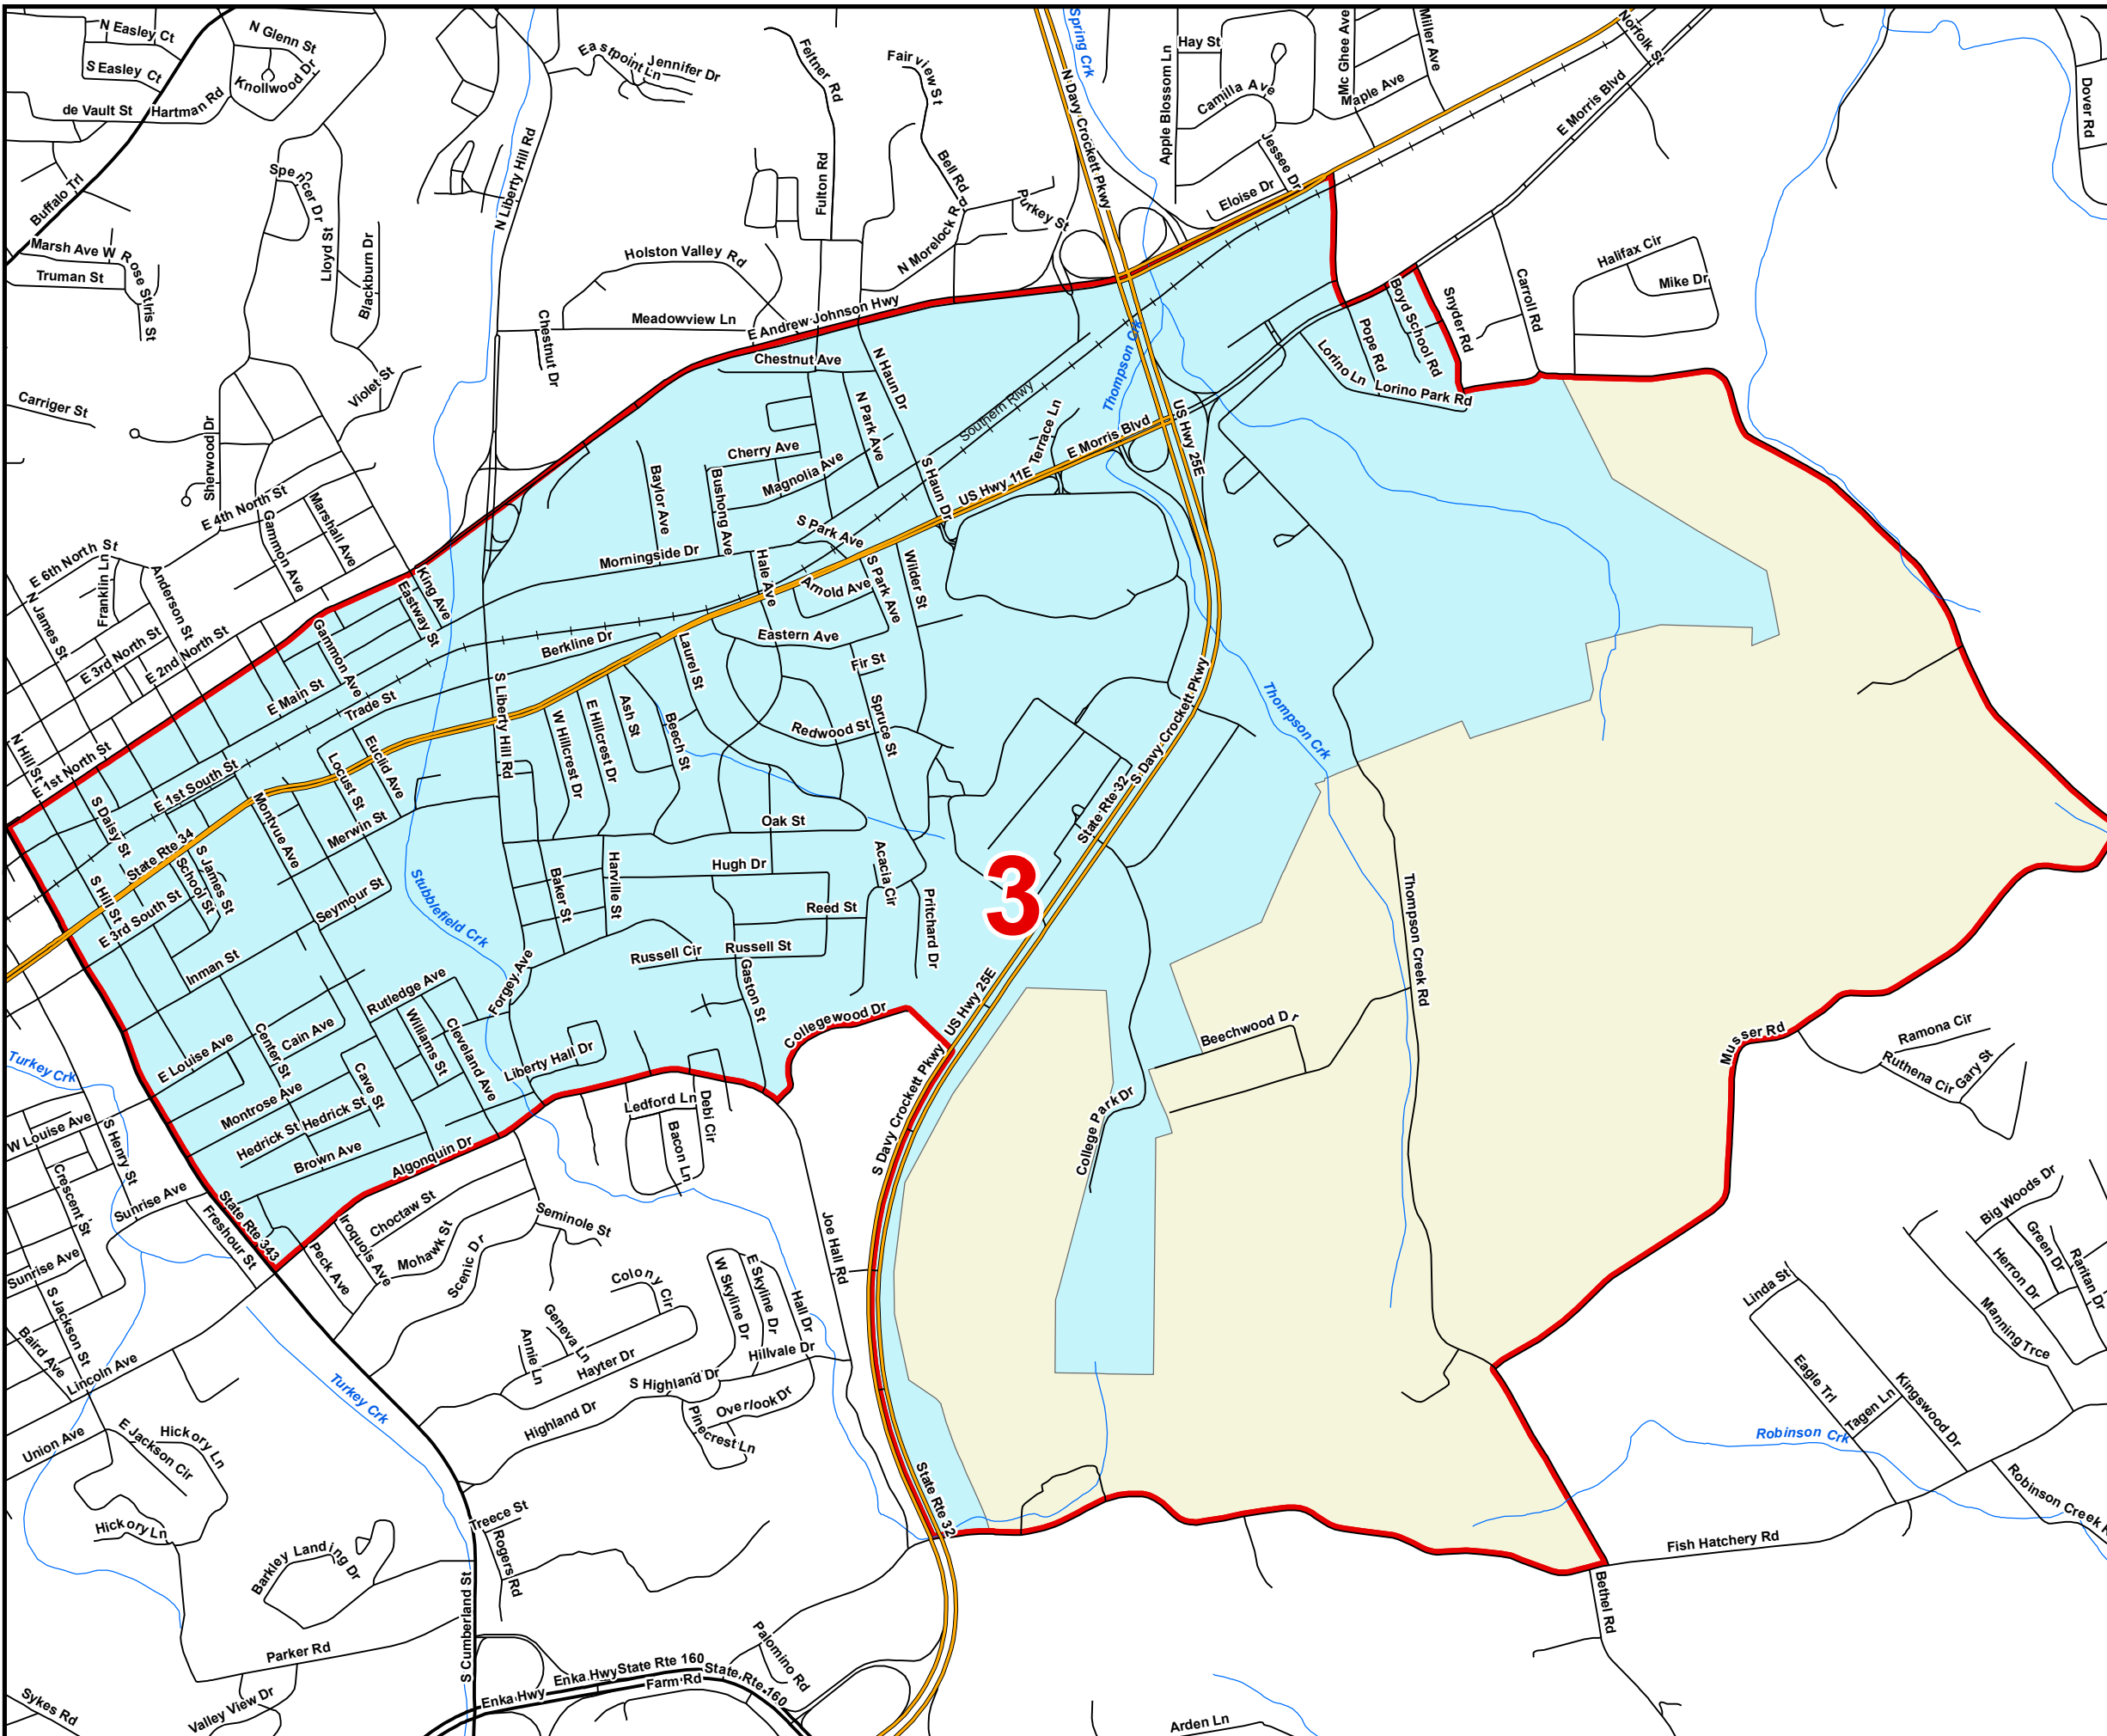 N Easley Ct
S Easley Ct
de Vault St
Hartman Rd
N Glenn St
Knollwood Dr
Buffalo Trl
Marsh Ave W
Truman St
Rose St
Iris St
Spencer Dr
Lloyd St
Blackburn Dr
Carriger St
Violet St
Sherwood Dr
E 4th North St
E 6th North St
Franklin Ln
Anderson St
Gammon Ave
Marshall Ave
N James St
E 3rd North St
E 2nd North St
N Hill St
E 1st North St
N Liberty Hill Rd
Eastpoint Ln
Jennifer Dr
Feltner Rd
Fairview St
Fulton Rd
Bell Rd
N Morelock Rd
Purkey St
Holston Valley Rd
Meadowview Ln
Chestnut Dr
E Andrew Johnson Hwy
Spring Crk
N Davy Crockett Pkwy
Apple Blossom Ln
Hay St
Camilla Ave
Mc Ghee Ave
Miller Ave
Maple Ave
Jessee Dr
Eloise Dr
Norfolk St
E Morris Blvd
Dover Rd
Halifax Cir
Mike Dr
Carroll Rd
Snyder Rd
Boyd School Rd
Pope Rd
Lorino Ln
Lorino Park Rd
Chestnut Ave
N Haun Dr
N Park Ave
Southern Rlwy
Thompson Crk
Terrace Ln
E Morris Blvd
US Hwy 25E
US Hwy 11E
Cherry Ave
Magnolia Ave
Baylor Ave
Bushong Ave
S Haun Dr
S Park Ave
Morningside Dr
Hale Ave
Arnold Ave
S Park Ave
Wilder St
King Ave
Eastway St
Gammon Ave
E Main St
Trade St
Berkline Dr
Laurel St
Eastern Ave
Fir St
Spruce St
Redwood St
S Liberty Hill Rd
W Hillcrest Dr
E Hillcrest Dr
Ash St
Beech St
Euclid Ave
Locust St
Merwin St
Montvue Ave
E 1st South St
S Daisy St
State Rte 34
S James St
School St
S Hill St
E 3rd South St
Seymour St
Inman St
Stubblefield Crk
Oak St
Hugh Dr
Harville St
Baker St
Reed St
Russell Cir
Russell St
Gaston St
Acacia Cir
Pritchard Dr
Forgey Ave
Collegewood Dr
3
State Rte 32
S Davy Crockett Pkwy
US Hwy 25E
S Davy Crockett Pkwy
Thompson Crk
Thompson Creek Rd
Beechwood Dr
College Park Dr
Musser Rd
Ramona Cir
Ruthena Cir
Gary St
Turkey Crk
E Louise Ave
Center St
Cain Ave
Rutledge Ave
Williams St
Cleveland Ave
Cave St
Montrose Ave
Hedrick St
Hedrick St
Brown Ave
Algonquin Dr
Liberty Hall Dr
Ledford Ln
Debi Cir
Bacon Ln
W Louise Ave
S Henry St
Crescent St
Sunrise Ave
Sunrise Ave
State Rte 343
Freshour St
Peck Ave
Iroquois Ave
Choctaw St
Mohawk St
Scenic Dr
Seminole St
Joe Hall Rd
Colony Cir
W Skyline Dr
E Skyline Dr
Hall Dr
Hillvale Dr
Geneva Ln
Annie Ln
Hayter Dr
S Highland Dr
Overlook Dr
Pinecrest Ln
Highland Dr
S Jackson St
Baird Ave
Lincoln Ave
Union Ave
E Jackson Cir
Hickory Ln
Hickory Ln
Turkey Crk
Barkley Landing Dr
Treece St
Rogers Rd
S Cumberland St
Parker Rd
Valley View Dr
Sykes Rd
Enka Hwy
Enka Hwy
State Rte 160
State Rte 160
Farm Rd
Palomino Rd
State Rte 32
Arden Ln
Bethel Rd
Fish Hatchery Rd
Robinson Crk
Robinson Creek R
Linda St
Eagle Trl
Tagen Ln
Kingswood Dr
Manning Trce
Big Woods Dr
Green Dr
Herron Dr
Raritan Dr